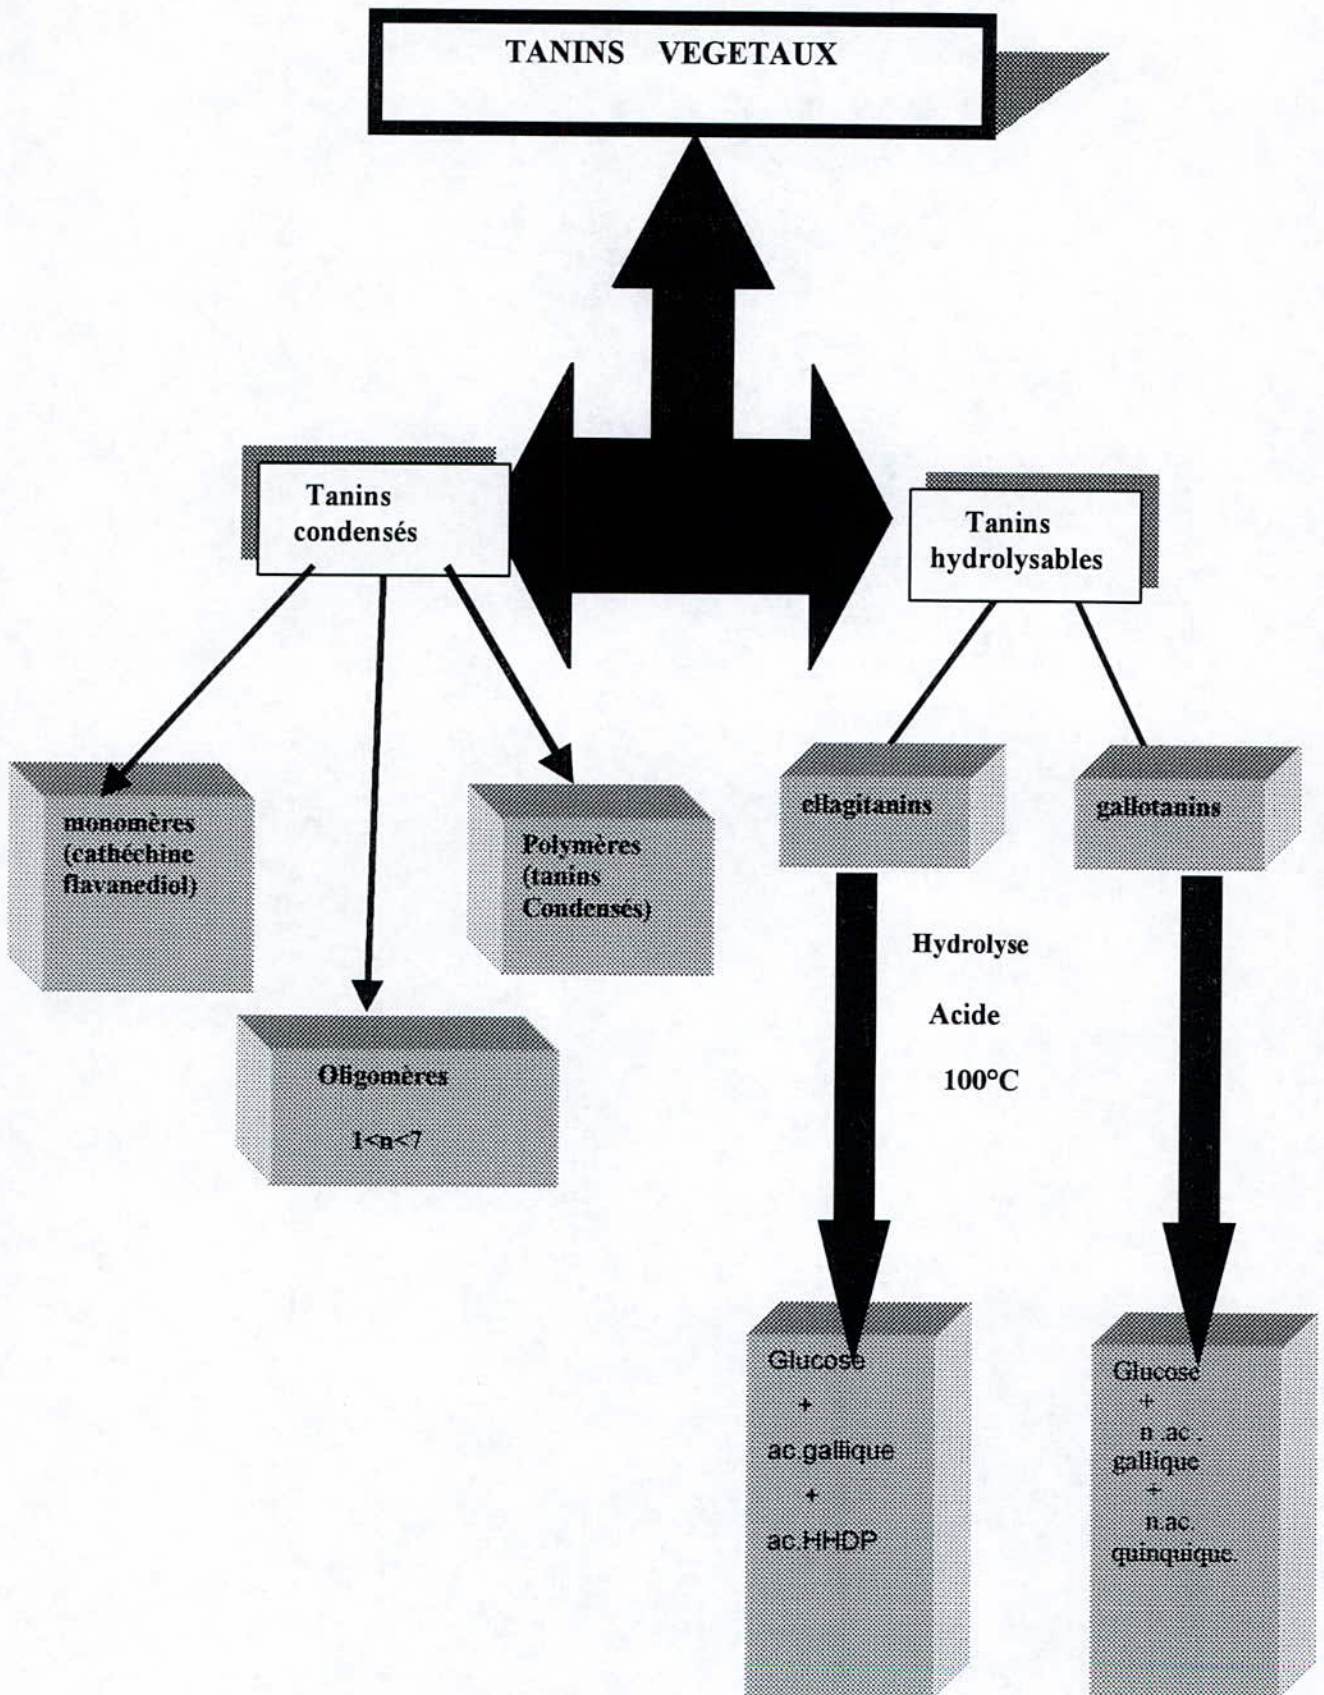 TANINS VEGETAUX
Tanins
condensés
Tanins
hydrolysables
monomères
(cathéchine
flavanediol)
Polymères
(tanins
Condensés)
Oligomères
1<n<7
ellagitanins
gallotanins
Hydrolyse
Acide
100°C
Glucose
+
ac.gallique
+
ac.HHDP
Glucose
+
n .ac .
gallique
+
n.ac.
quinquique.